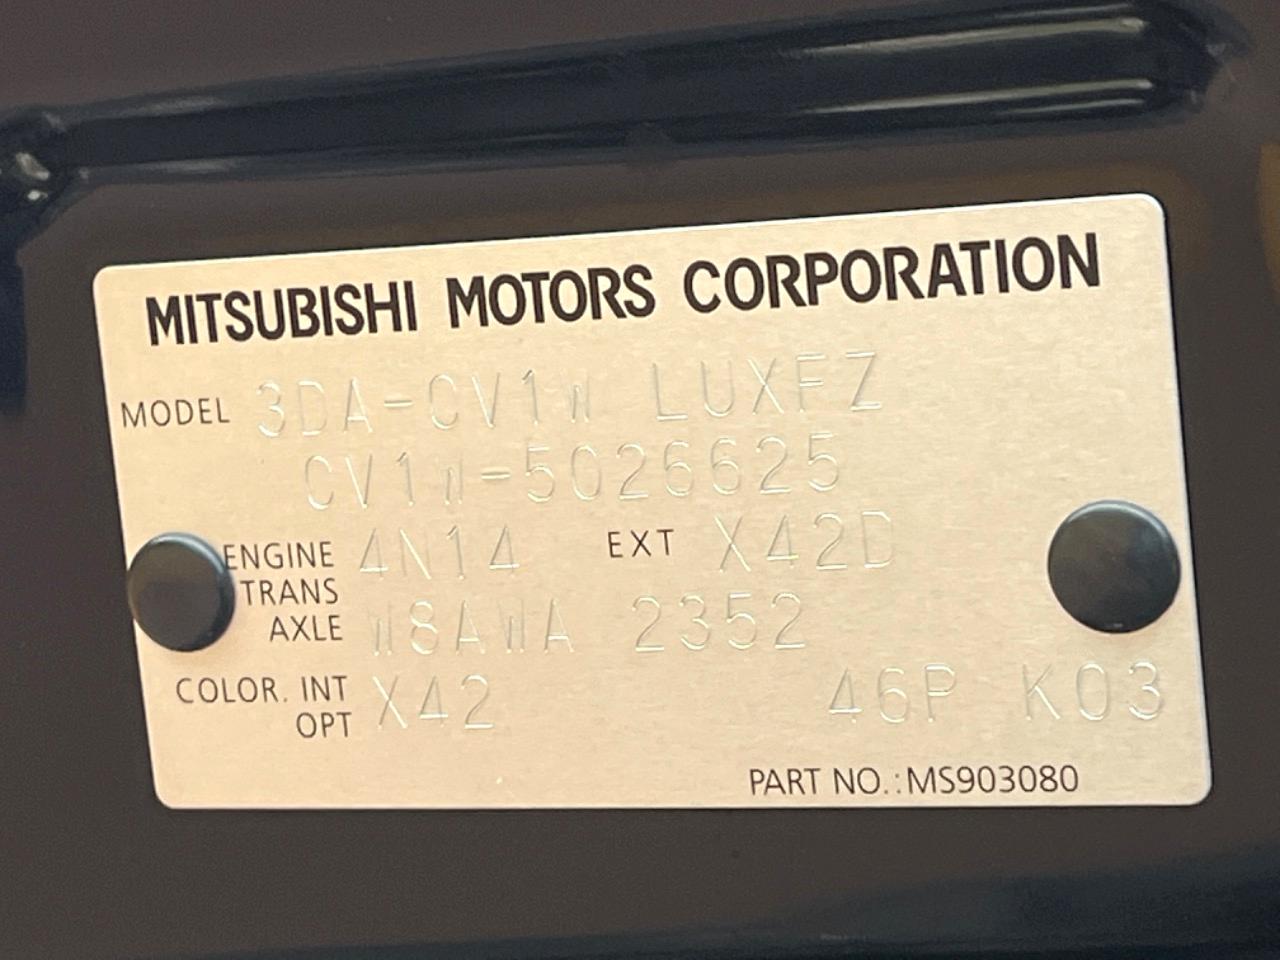 MITSUBISHI MOTORS CORPORATION
MODEL 3DA-CV1W LUXFZ
CV1W-5026625
ENGINE 4N14 EXT X42D
TRANS
AXLE W8AWA 2352
COLOR. INT X42 46P K03
OPT
PART NO.:MS903080